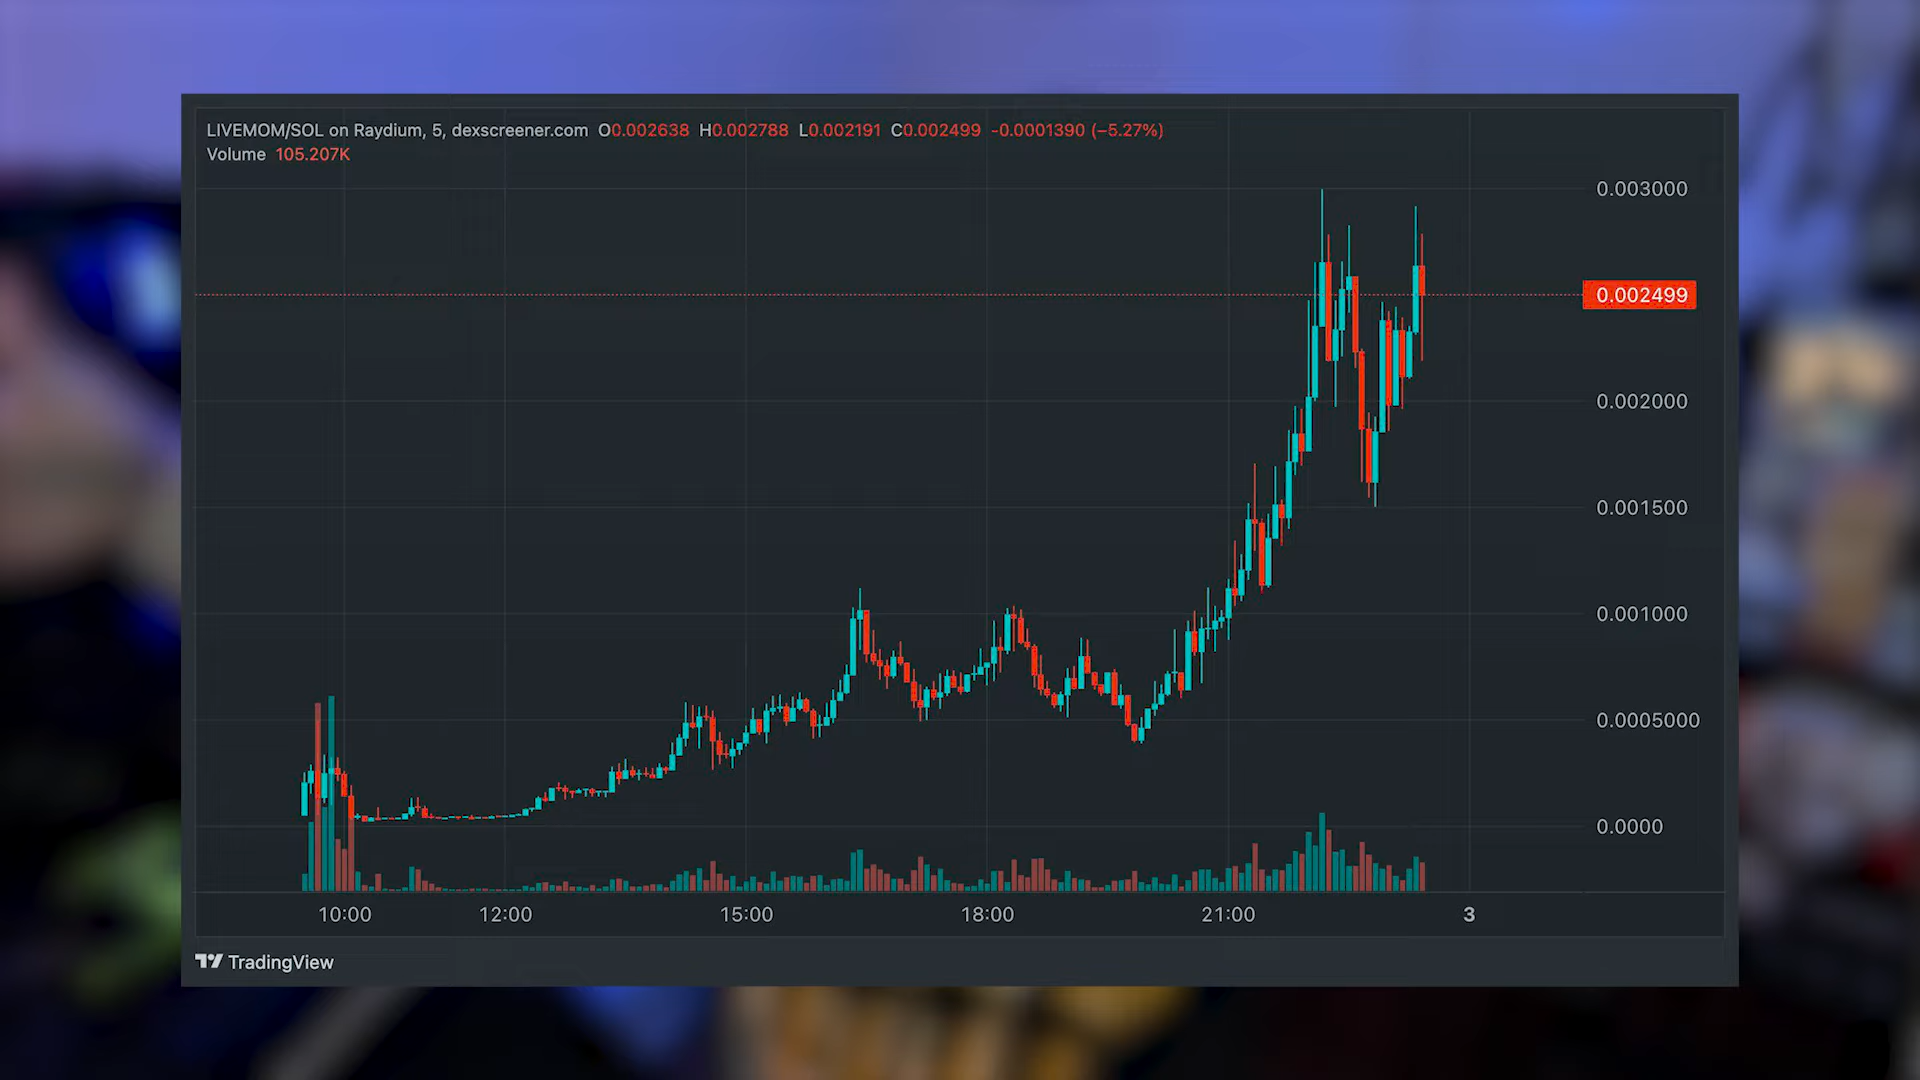 LIVEMOM/SOL on Raydium, 5, dexscreener.com O0.002638 H0.002788 L0.002191 C0.002499 -0.0001390 (−5.27%)
Volume 105.207K
0.003000
0.002499
0.002000
0.001500
0.001000
0.0005000
0.0000
10:00 12:00 15:00 18:00 21:00 3
TradingView